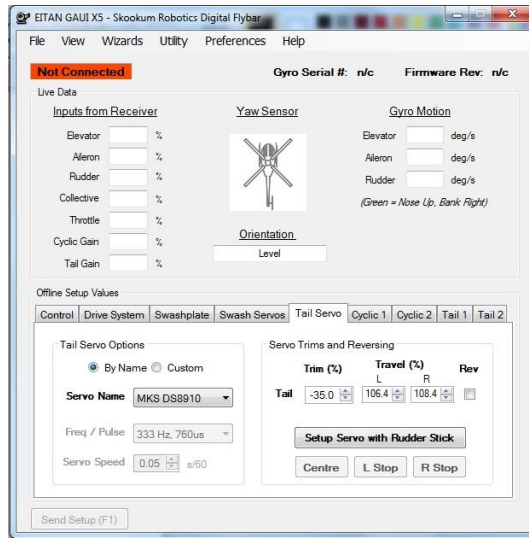 EITAN GAUI X5 - Skookum Robotics Digital Flybar
File View Wizards Utility Preferences Help
Not Connected Gyro Serial #: n/c Firmware Rev: n/c
Live Data
Inputs from Receiver Yaw Sensor Gyro Motion
Elevator % Elevator deg/s
Aileron % Aileron deg/s
Rudder % Rudder deg/s
Collective % (Green = Nose Up, Bank Right)
Throttle %
Cyclic Gain % Orientation
Tail Gain % Level
Offline Setup Values
Control Drive System Swashplate Swash Servos Tail Servo Cyclic 1 Cyclic 2 Tail 1 Tail 2
Tail Servo Options Servo Trims and Reversing
By Name Custom Trim (%) Travel (%) Rev
L R
Servo Name MKS DS8910 Tail -35.0 106.4 108.4
Freq / Pulse 333 Hz, 760us Setup Servo with Rudder Stick
Servo Speed 0.05 s/60 Centre L Stop R Stop
Send Setup (F1)